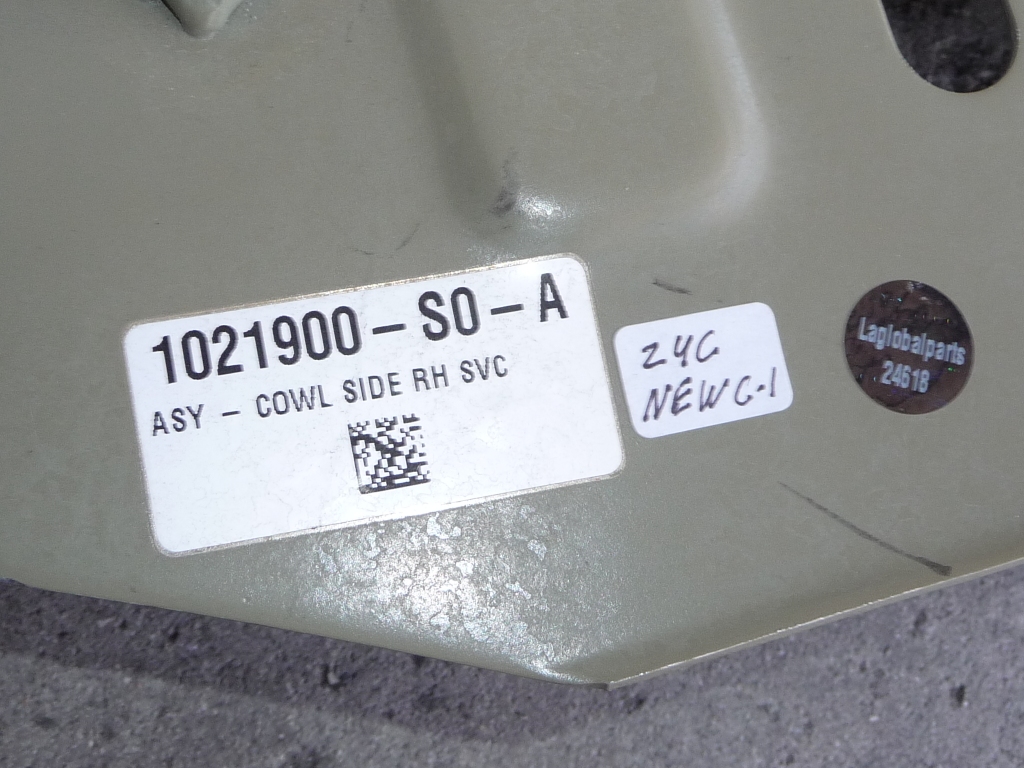 1021900-S0-A
ASY - COWL SIDE RH SVC
24C
NEW C-1
Laglobalparts
24618